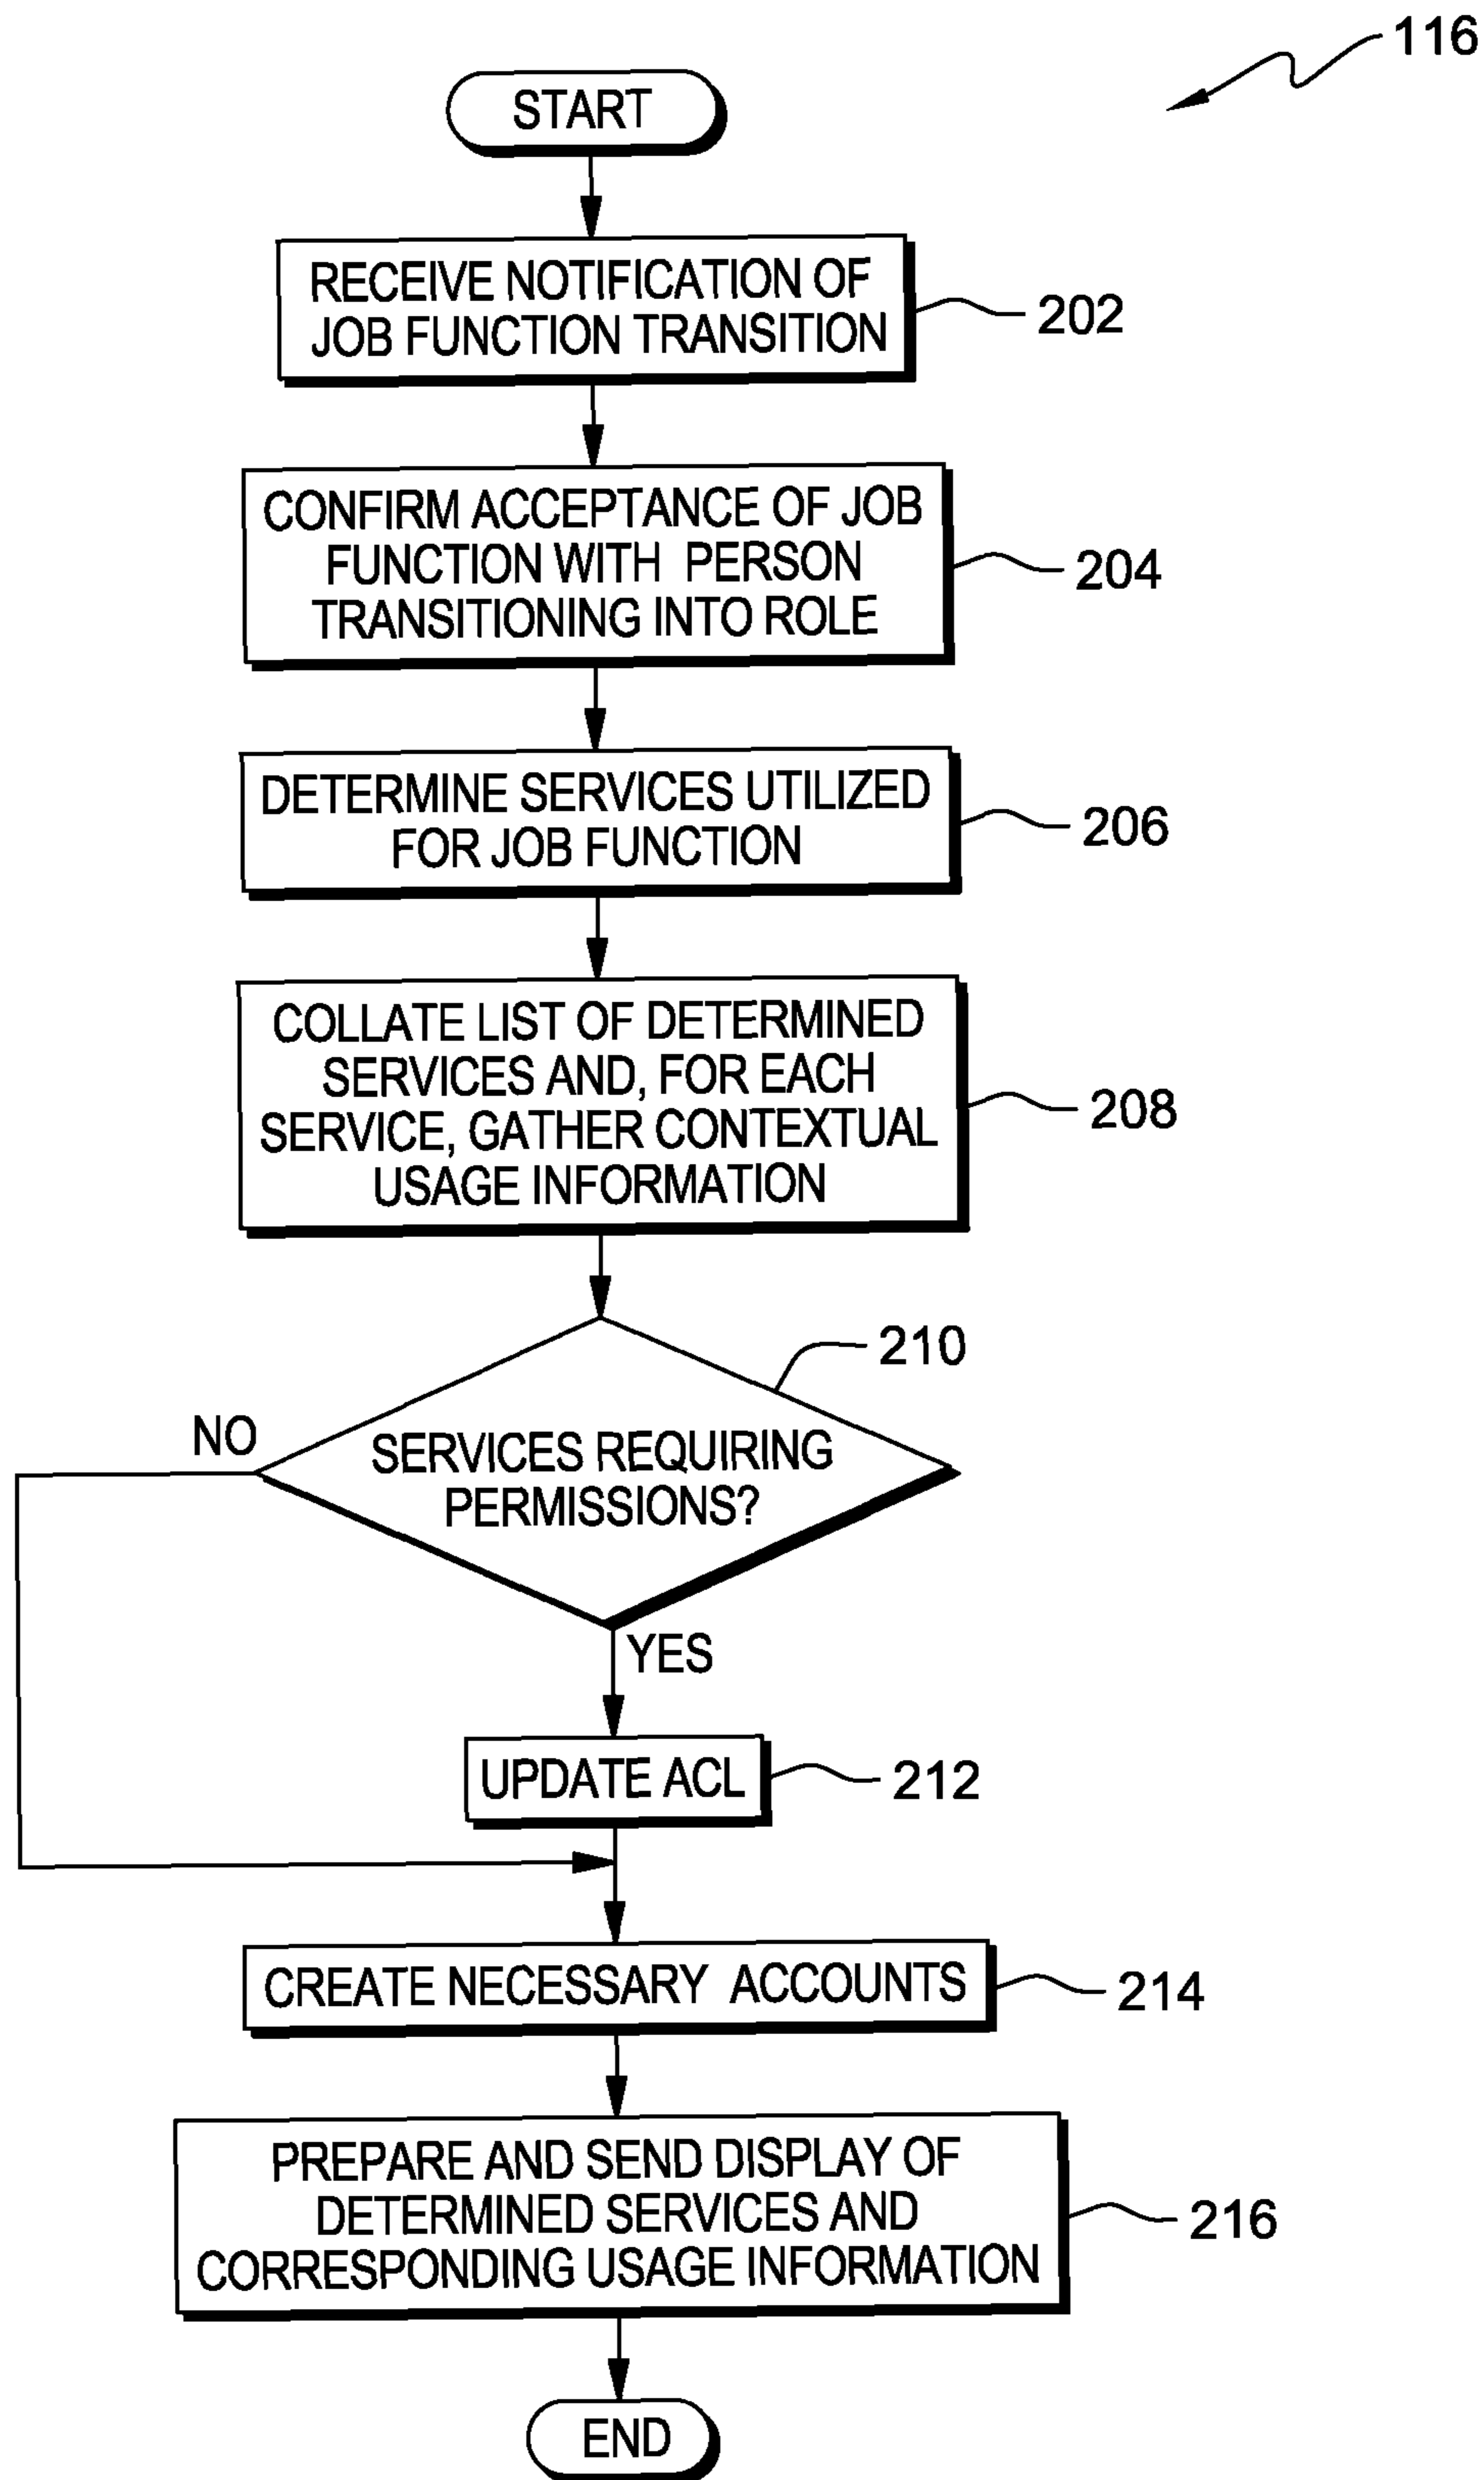 116
START
RECEIVE NOTIFICATION OF
JOB FUNCTION TRANSITION
202
CONFIRM ACCEPTANCE OF JOB
FUNCTION WITH PERSON
TRANSITIONING INTO ROLE
204
DETERMINE SERVICES UTILIZED
FOR JOB FUNCTION
206
COLLATE LIST OF DETERMINED
SERVICES AND, FOR EACH
SERVICE, GATHER CONTEXTUAL
USAGE INFORMATION
208
210
NO
SERVICES REQUIRING
PERMISSIONS?
YES
UPDATE ACL
212
CREATE NECESSARY ACCOUNTS
214
PREPARE AND SEND DISPLAY OF
DETERMINED SERVICES AND
CORRESPONDING USAGE INFORMATION
216
END